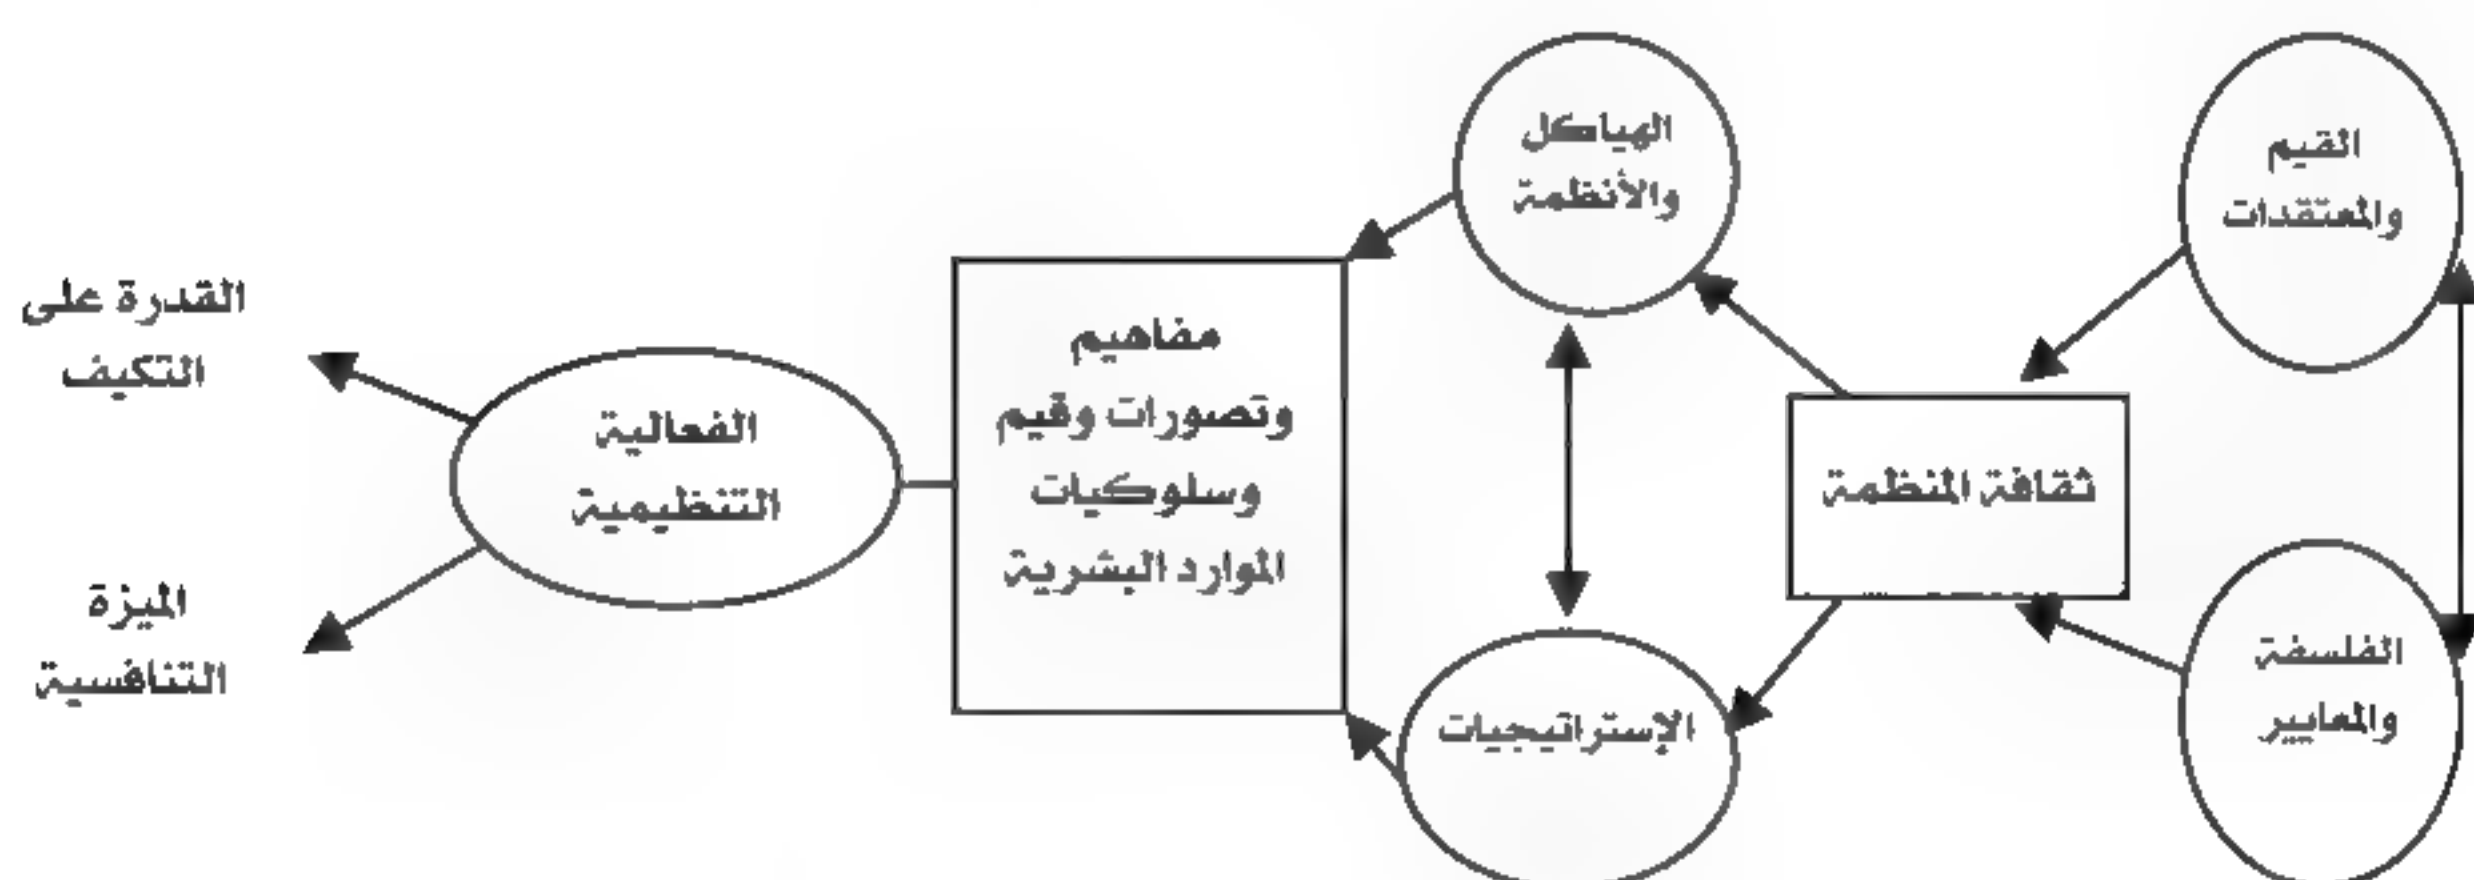 القيم
والمعتقدات
الفلسفة
والمعايير
ثقافة المنظمة
الهياكل
والأنظمة
الإستراتيجيات
مفاهيم
وتصورات وقيم
وسلوكيات
الموارد البشرية
الفعالية
التنظيمية
القدرة على
التكيف
الميزة
التنافسية